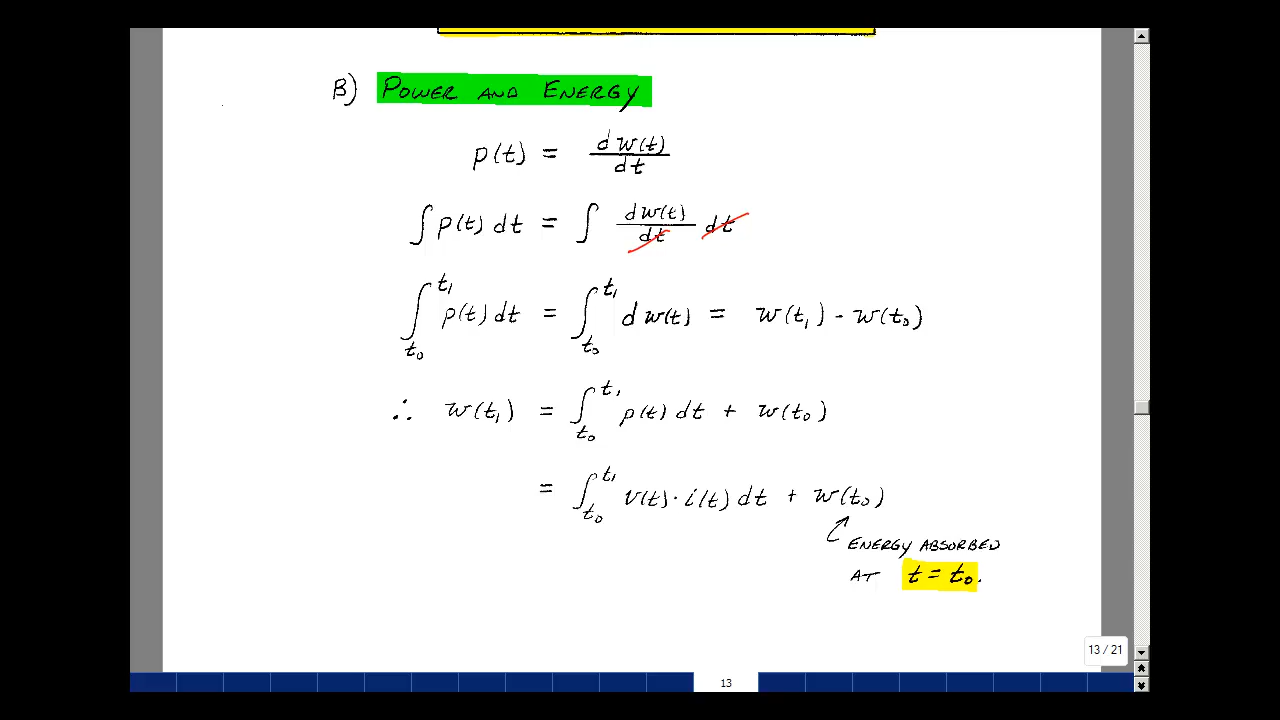 B) POWER AND ENERGY
p(t) = dw(t)/dt
∫ p(t) dt = ∫ dw(t)/dt dt
∫_{t₀}^{t₁} p(t) dt = ∫_{t₀}^{t₁} dw(t) = w(t₁) - w(t₀)
∴ w(t₁) = ∫_{t₀}^{t₁} p(t) dt + w(t₀)
= ∫_{t₀}^{t₁} v(t)·i(t) dt + w(t₀)
ENERGY ABSORBED
AT t = t₀.
13 / 21
13